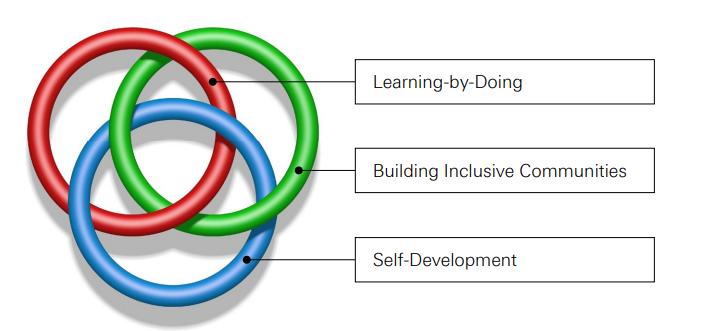 Learning-by-Doing
Building Inclusive Communities
Self-Development